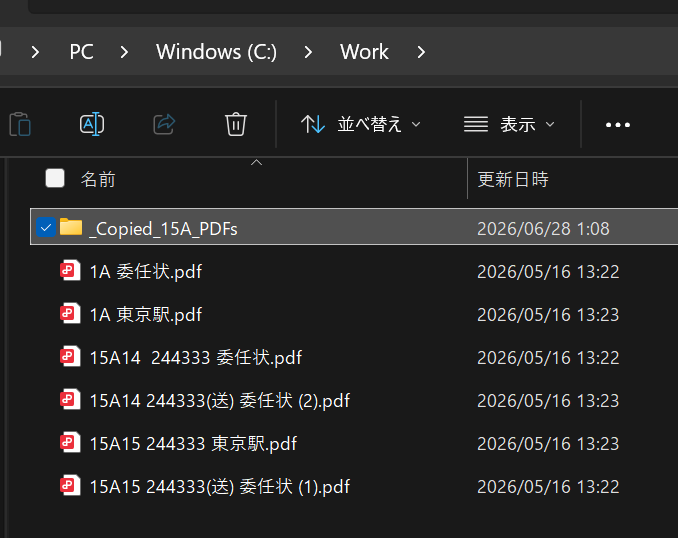 PC > Windows (C:) > Work >
並べ替え 表示
名前 更新日時
_Copied_15A_PDFs 2026/06/28 1:08
1A 委任状.pdf 2026/05/16 13:22
1A 東京駅.pdf 2026/05/16 13:23
15A14  244333 委任状.pdf 2026/05/16 13:22
15A14 244333(送) 委任状 (2).pdf 2026/05/16 13:23
15A15 244333 東京駅.pdf 2026/05/16 13:23
15A15 244333(送) 委任状 (1).pdf 2026/05/16 13:22